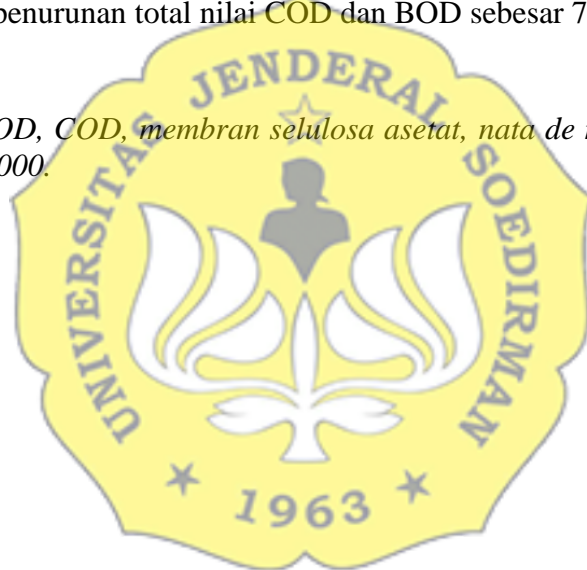 penurunan total nilai COD dan BOD sebesar 7
OD, COD, membran selulosa asetat, nata de
000.
UNIVERSITAS JENDERAL SOEDIRMAN
★ 1963 ★